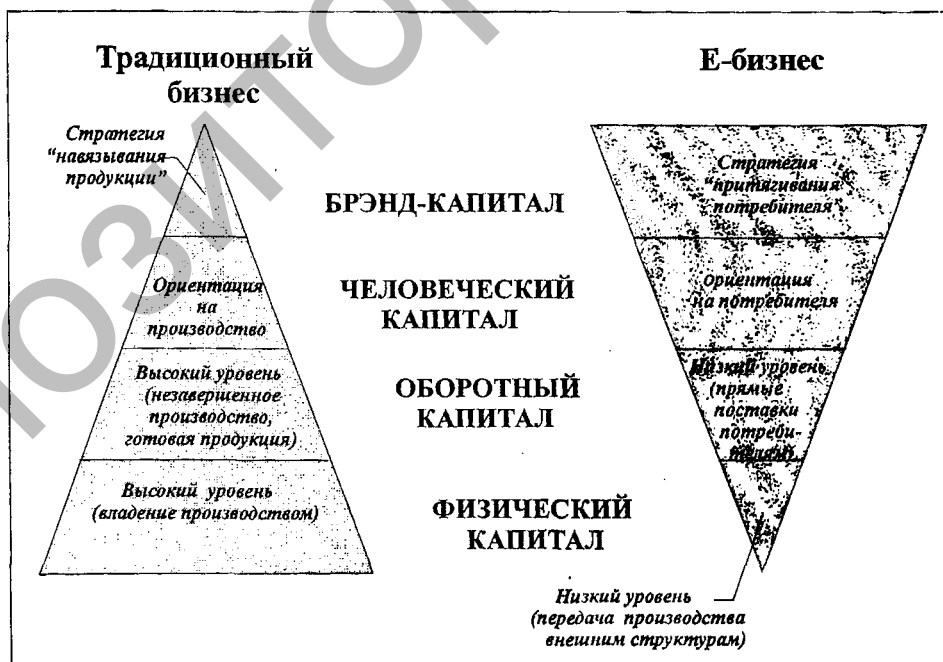 Традиционный
бизнес
Е-бизнес
Стратегия
“навязывания
продукции”
БРЭНД-КАПИТАЛ
Стратегия
“притягивания
потребителя”
Ориентация
на
производство
ЧЕЛОВЕЧЕСКИЙ
КАПИТАЛ
Ориентация
на потребителя
Высокий уровень
(незавершенное
производство,
готовая продукция)
ОБОРОТНЫЙ
КАПИТАЛ
Низкий уровень
(прямые
поставки
потреби-
телям)
Высокий уровень
(владение производством)
ФИЗИЧЕСКИЙ
КАПИТАЛ
Низкий уровень
(передача производства
внешним структурам)